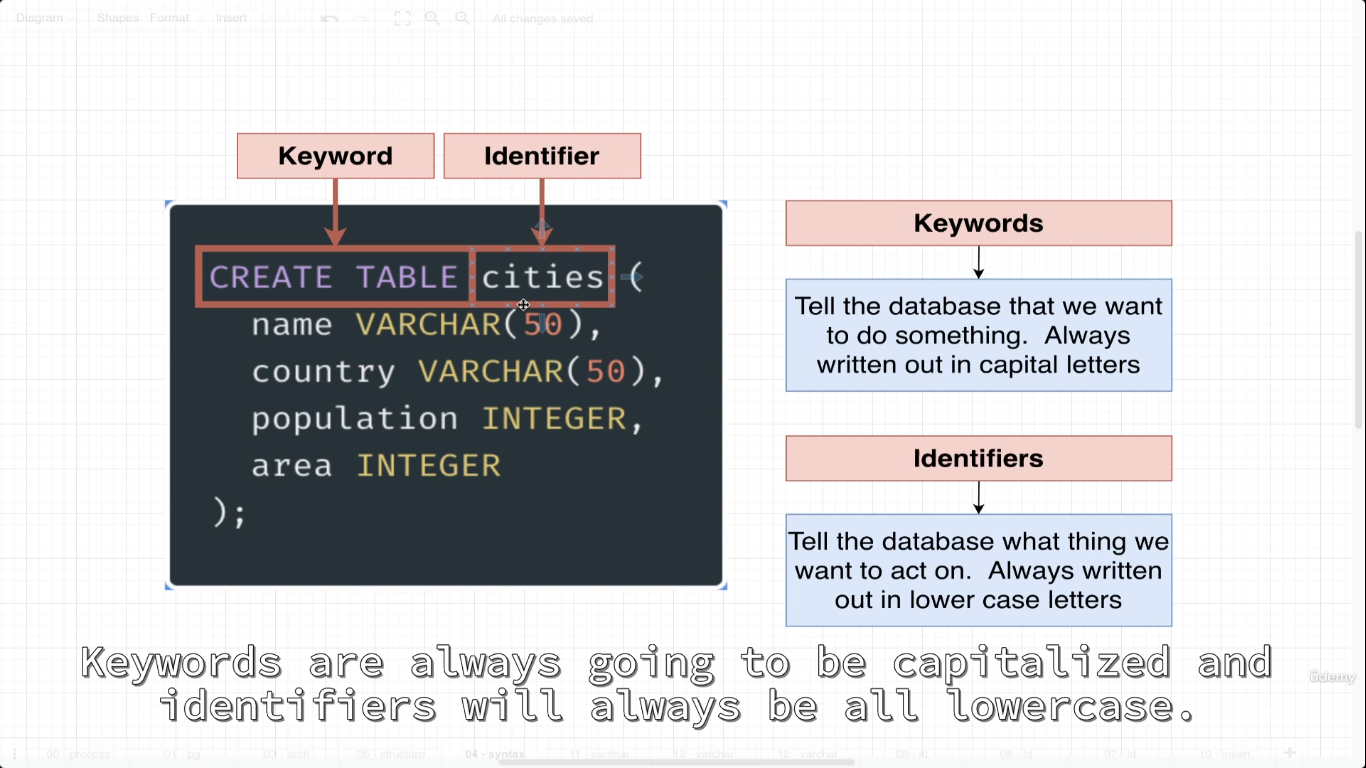 Diagram Shapes Format Insert All changes saved
Keyword Identifier
CREATE TABLE cities (
name VARCHAR(50),
country VARCHAR(50),
population INTEGER,
area INTEGER
);
Keywords
Tell the database that we want
to do something. Always
written out in capital letters
Identifiers
Tell the database what thing we
want to act on. Always written
out in lower case letters
Keywords are always going to be capitalized and
identifiers will always be all lowercase.
ûdemy
00 - process 01 - pg 03 - arch 05 - structure 04 - syntax 11 - varchar 12 - varchar 12 - varchar 08 - id 06 - id 07 - id 10 - insert